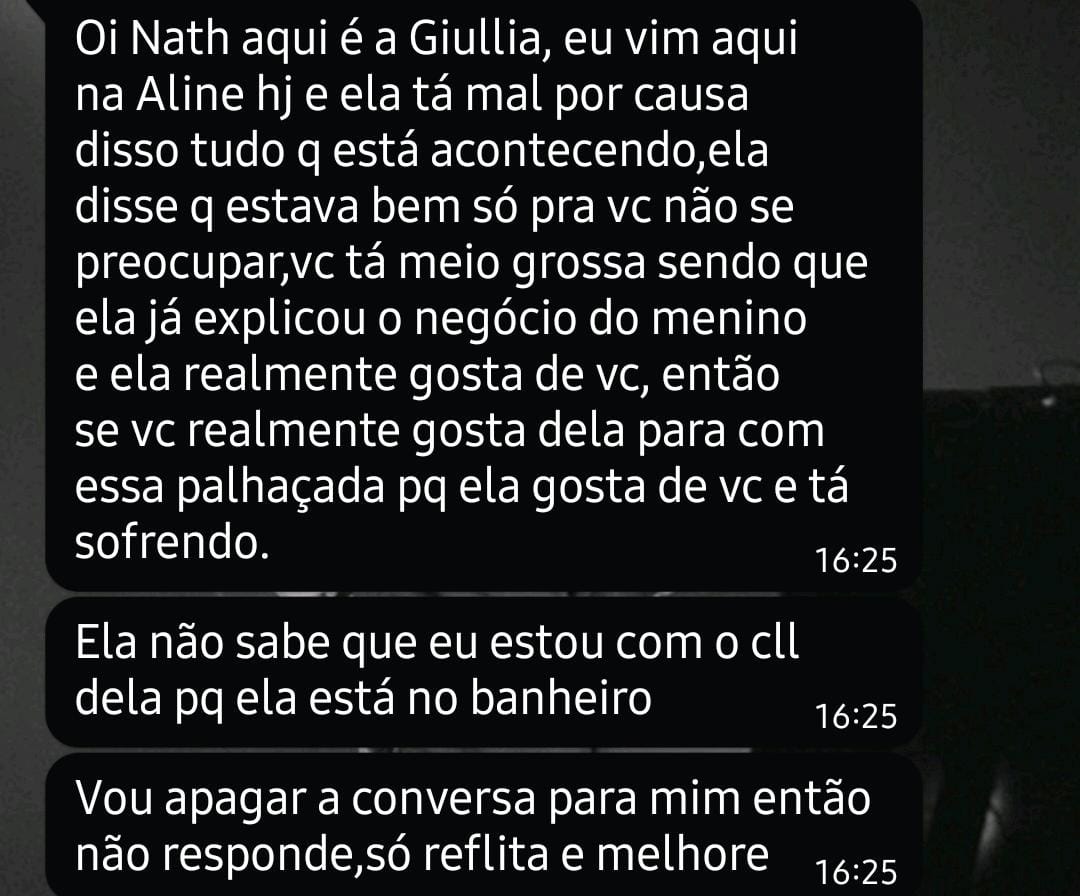 Oi Nath aqui é a Giullia, eu vim aqui
na Aline hj e ela tá mal por causa
disso tudo q está acontecendo,ela
disse q estava bem só pra vc não se
preocupar,vc tá meio grossa sendo que
ela já explicou o negócio do menino
e ela realmente gosta de vc, então
se vc realmente gosta dela para com
essa palhaçada pq ela gosta de vc e tá
sofrendo.
16:25
Ela não sabe que eu estou com o cll
dela pq ela está no banheiro
16:25
Vou apagar a conversa para mim então
não responde,só reflita e melhore
16:25